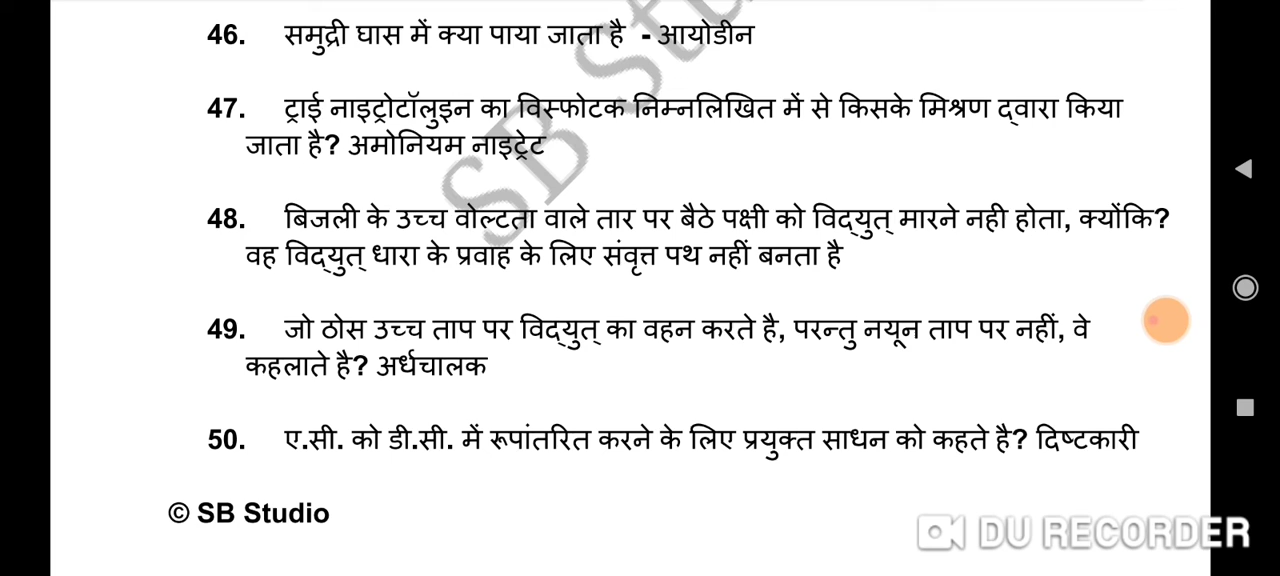 46. समुद्री घास में क्या पाया जाता है - आयोडीन
47. ट्राई नाइट्रोटॉलुइन का विस्फोटक निम्नलिखित में से किसके मिश्रण द्वारा किया
जाता है? अमोनियम नाइट्रेट
48. बिजली के उच्च वोल्टता वाले तार पर बैठे पक्षी को विद्युत् मारने नही होता, क्योंकि?
वह विद्युत् धारा के प्रवाह के लिए संवृत्त पथ नहीं बनता है
49. जो ठोस उच्च ताप पर विद्युत् का वहन करते है, परन्तु नयून ताप पर नहीं, वे
कहलाते है? अर्धचालक
50. ए.सी. को डी.सी. में रूपांतरित करने के लिए प्रयुक्त साधन को कहते है? दिष्टकारी
© SB Studio
SB Stu
DU RECORDER